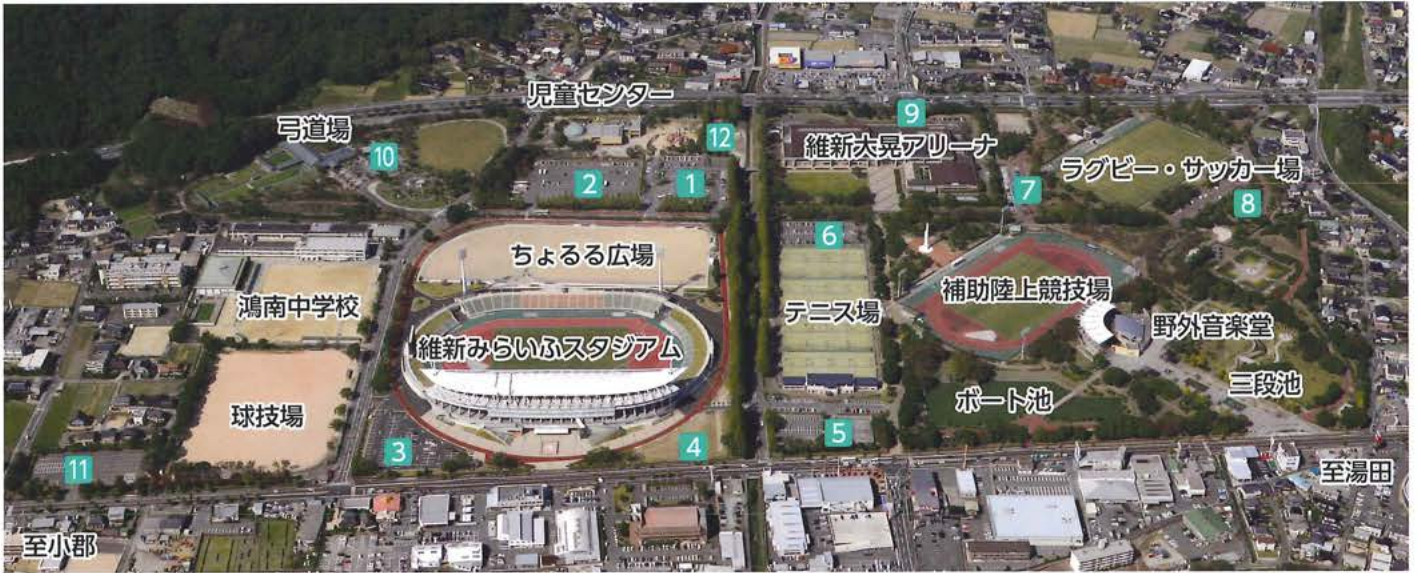 児童センター
弓道場
10
12
9
維新大晃アリーナ
ラグビー・サッカー場
2
1
7
8
ちょるる広場
6
鴻南中学校
テニス場
補助陸上競技場
野外音楽堂
維新みらいふスタジアム
三段池
球技場
ボート池
3
4
5
11
至湯田
至小郡